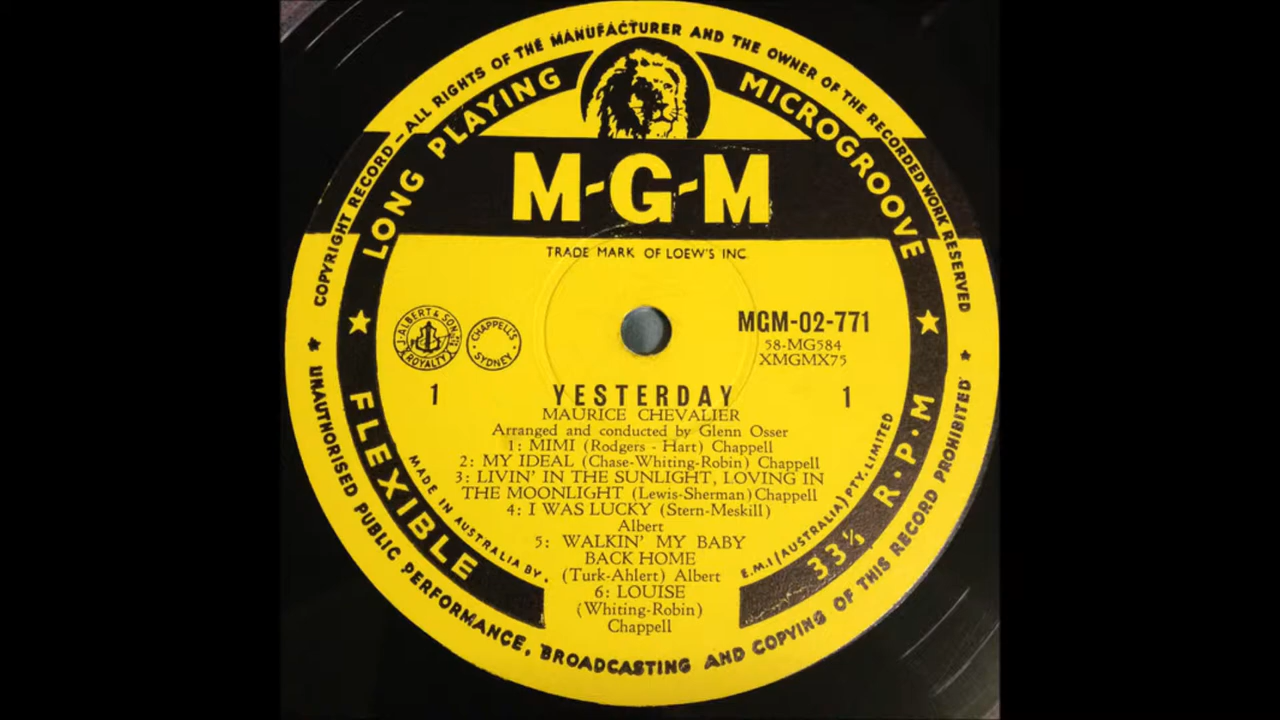 COPYRIGHT RECORD – ALL RIGHTS OF THE MANUFACTURER AND THE OWNER OF THE RECORDED WORK RESERVED
LONG PLAYING MICROGROOVE
M-G-M
TRADE MARK OF LOEW'S INC.
J. ALBERT & SON
ROYALTY
CHAPPELL'S
SYDNEY
MGM-02-771
58-MG584
XMGMX75
1
1
YESTERDAY
MAURICE CHEVALIER
Arranged and conducted by Glenn Osser
1: MIMI (Rodgers - Hart) Chappell
2: MY IDEAL (Chase-Whiting-Robin) Chappell
3: LIVIN' IN THE SUNLIGHT, LOVING IN
THE MOONLIGHT (Lewis-Sherman) Chappell
4: I WAS LUCKY (Stern-Meskill)
Albert
5: WALKIN' MY BABY
BACK HOME
(Turk-Ahlert) Albert
6: LOUISE
(Whiting-Robin)
Chappell
FLEXIBLE
33⅓ R·P·M
MADE IN AUSTRALIA BY.
E.M.I (AUSTRALIA) PTY. LIMITED
UNAUTHORISED PUBLIC PERFORMANCE, BROADCASTING AND COPYING OF THIS RECORD PROHIBITED